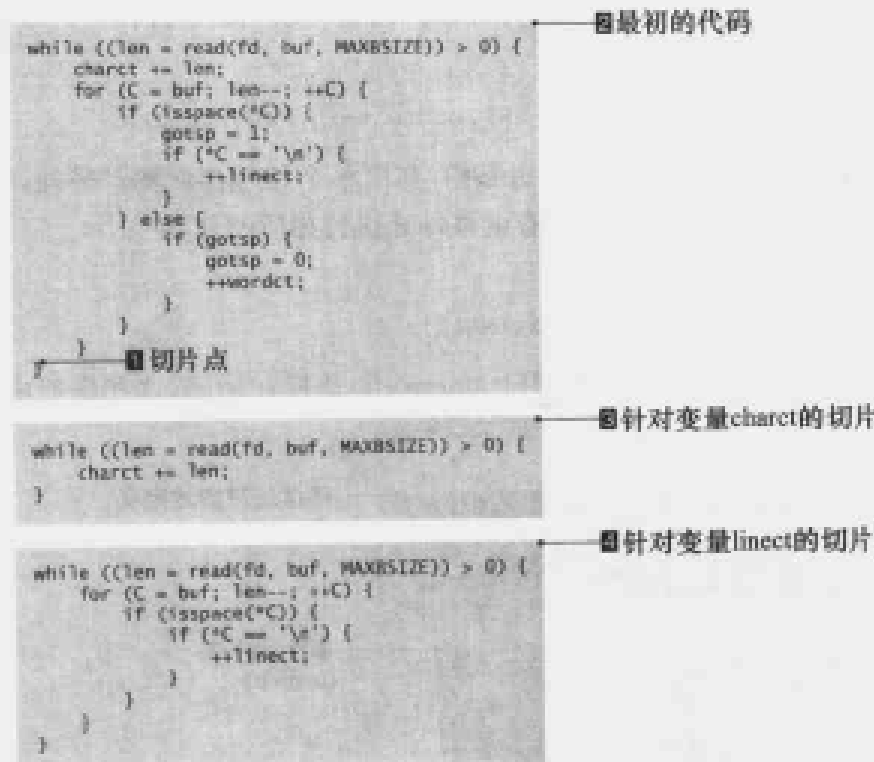 2最初的代码
while ((len = read(fd, buf, MAXBSIZE)) > 0) {
    charct += len;
    for (C = buf; len--; ++C) {
        if (isspace(*C)) {
            gotsp = 1;
            if (*C == '\n') {
                ++linect;
            }
        } else {
            if (gotsp) {
                gotsp = 0;
                ++wordct;
            }
        }
    }
} 1切片点
3针对变量charct的切片
while ((len = read(fd, buf, MAXBSIZE)) > 0) {
    charct += len;
}
4针对变量linect的切片
while ((len = read(fd, buf, MAXBSIZE)) > 0) {
    for (C = buf; len--; ++C) {
        if (isspace(*C)) {
            if (*C == '\n') {
                ++linect;
            }
        }
    }
}